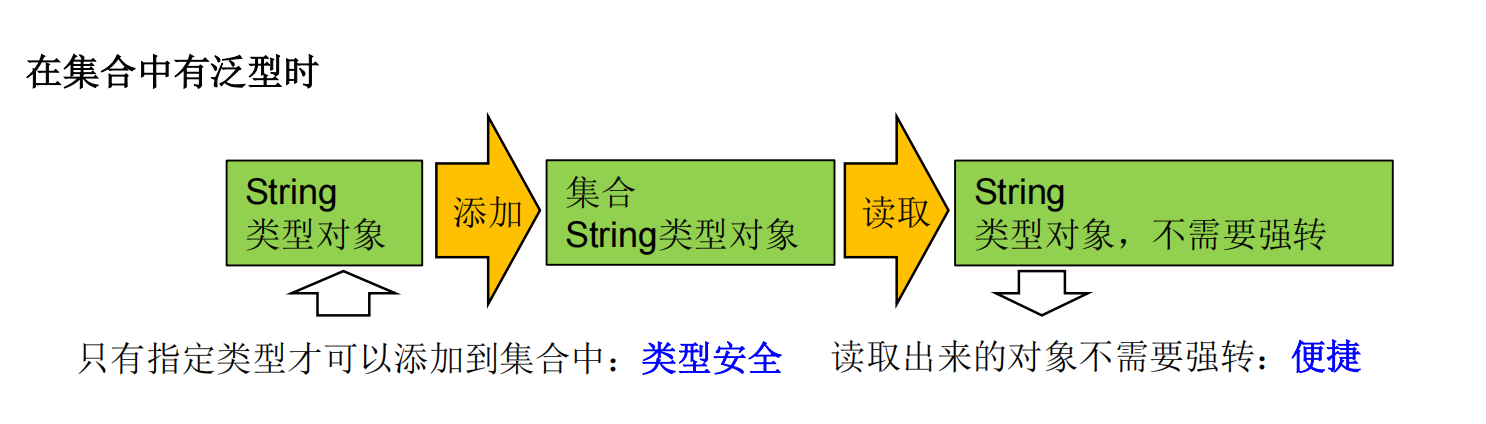 在集合中有泛型时
String
类型对象
添加
集合
String类型对象
读取
String
类型对象，不需要强转
只有指定类型才可以添加到集合中：类型安全
读取出来的对象不需要强转：便捷